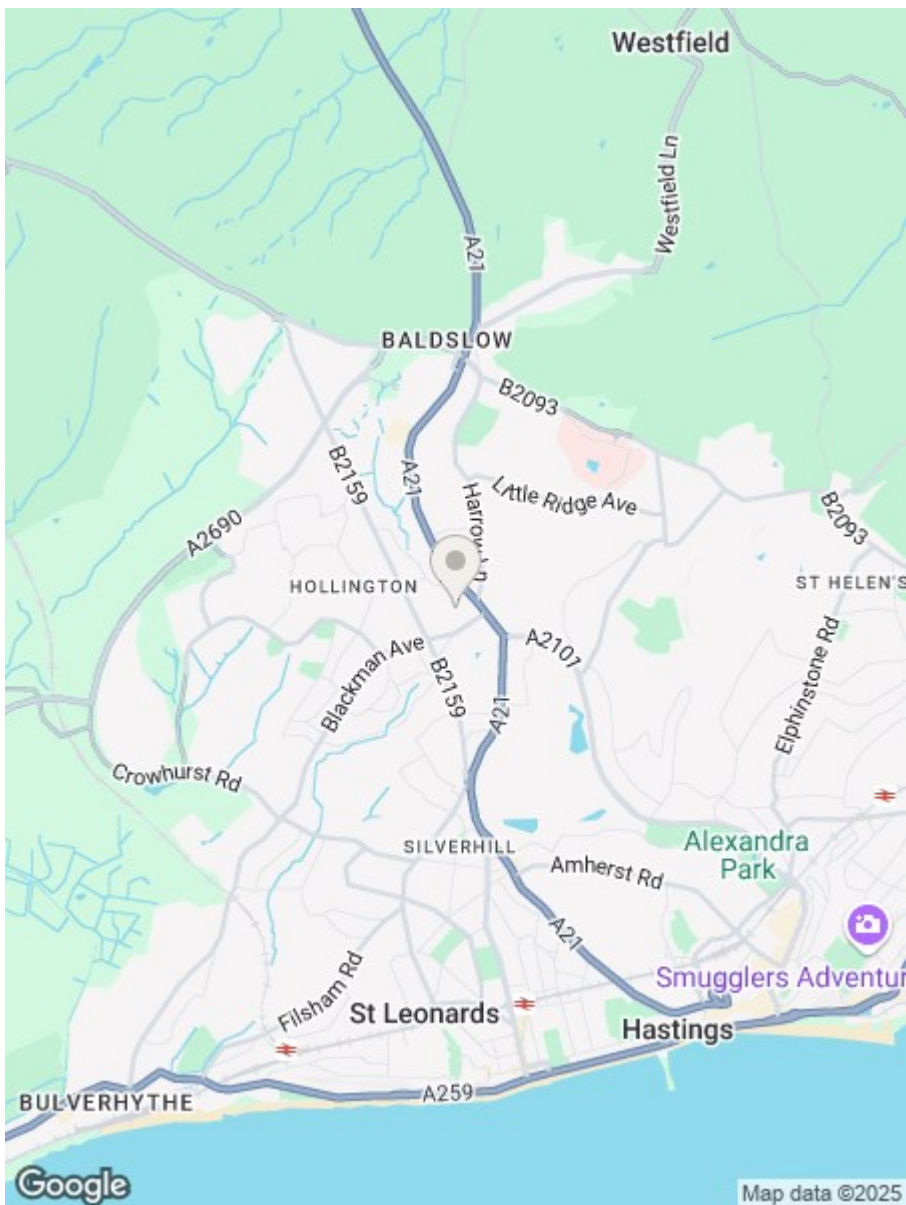 Westfield
Westfield Ln
A21
BALDSLOW
B2093
B2159
A21
Little Ridge Ave
Harrow Ln
A2690
B2093
HOLLINGTON
ST HELEN'S
A2101
Blackman Ave
B2159
Elphinstone Rd
A21
Crowhurst Rd
SILVERHILL
Alexandra
Park
Amherst Rd
A21
Filsham Rd
Smugglers Adventur
St Leonards
Hastings
A259
BULVERHYTHE
Google
Map data ©2025